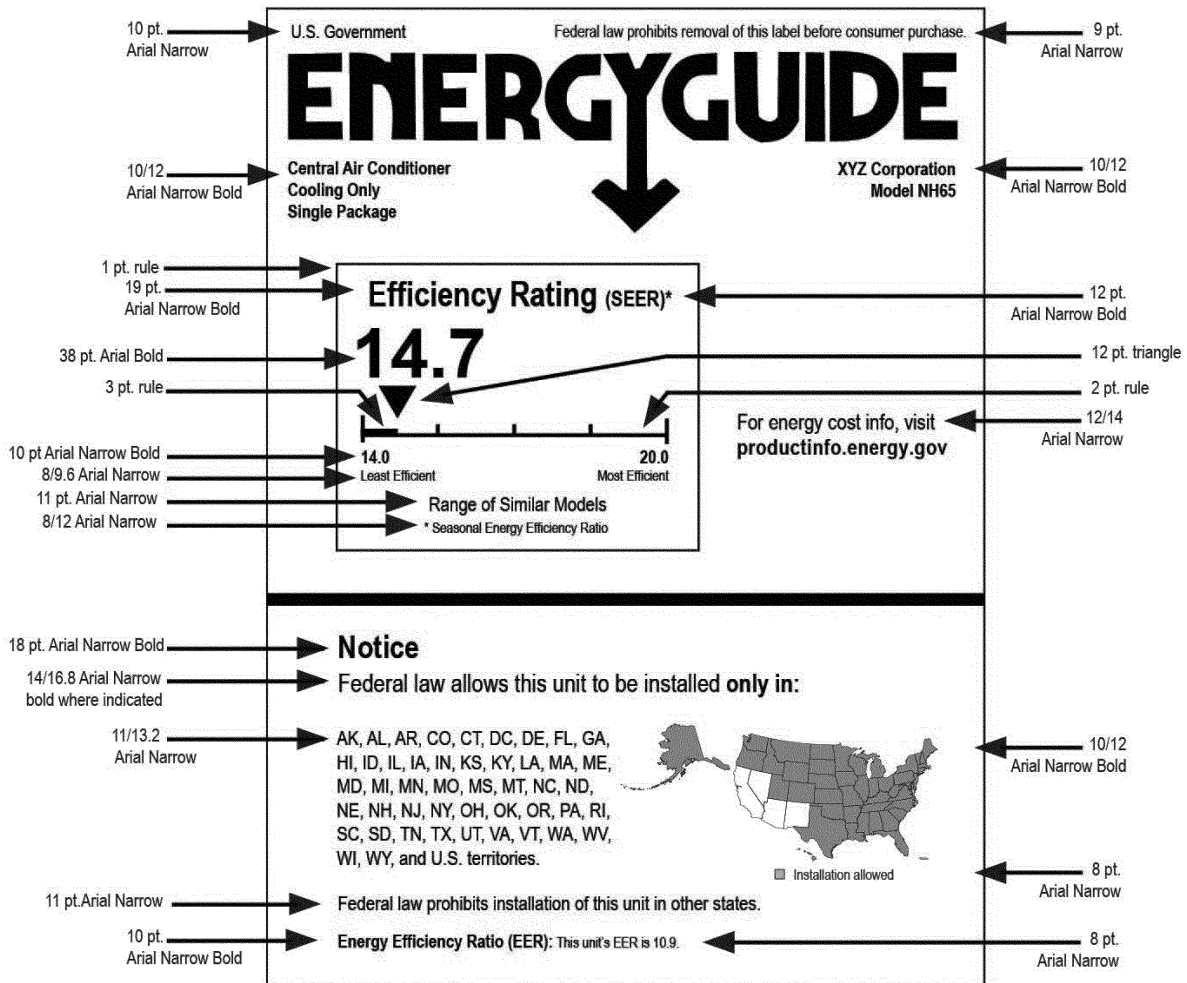 10 pt.
Arial Narrow
U.S. Government
Federal law prohibits removal of this label before consumer purchase.
9 pt.
Arial Narrow
ENERGYGUIDE
10/12
Arial Narrow Bold
Central Air Conditioner
Cooling Only
Single Package
XYZ Corporation
Model NH65
10/12
Arial Narrow Bold
1 pt. rule
19 pt.
Arial Narrow Bold
Efficiency Rating (SEER)*
12 pt.
Arial Narrow Bold
38 pt. Arial Bold
14.7
12 pt. triangle
3 pt. rule
2 pt. rule
For energy cost info, visit
productinfo.energy.gov
12/14
Arial Narrow
10 pt Arial Narrow Bold
14.0
20.0
8/9.6 Arial Narrow
Least Efficient
Most Efficient
11 pt. Arial Narrow
Range of Similar Models
8/12 Arial Narrow
* Seasonal Energy Efficiency Ratio
18 pt. Arial Narrow Bold
Notice
14/16.8 Arial Narrow
bold where indicated
Federal law allows this unit to be installed only in:
11/13.2
Arial Narrow
AK, AL, AR, CO, CT, DC, DE, FL, GA,
HI, ID, IL, IA, IN, KS, KY, LA, MA, ME,
MD, MI, MN, MO, MS, MT, NC, ND,
NE, NH, NJ, NY, OH, OK, OR, PA, RI,
SC, SD, TN, TX, UT, VA, VT, WA, WV,
WI, WY, and U.S. territories.
10/12
Arial Narrow Bold
Installation allowed
8 pt.
Arial Narrow
11 pt.Arial Narrow
Federal law prohibits installation of this unit in other states.
10 pt.
Arial Narrow Bold
Energy Efficiency Ratio (EER): This unit's EER is 10.9.
8 pt.
Arial Narrow